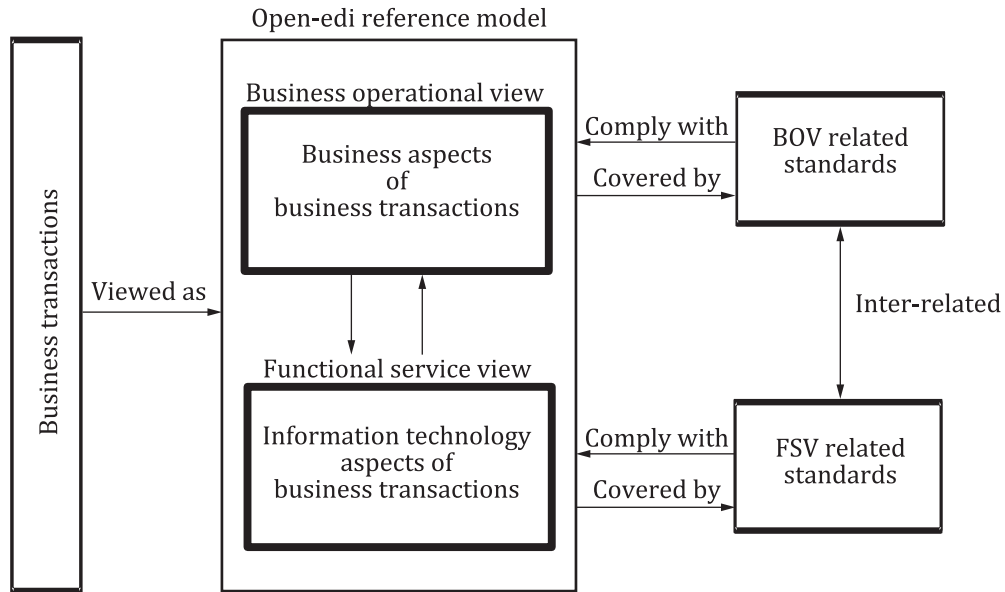 Open-edi reference model
Business transactions
Viewed as
Business operational view
Business aspects
of
business transactions
Functional service view
Information technology
aspects of
business transactions
Comply with
Covered by
BOV related
standards
Inter-related
Comply with
Covered by
FSV related
standards